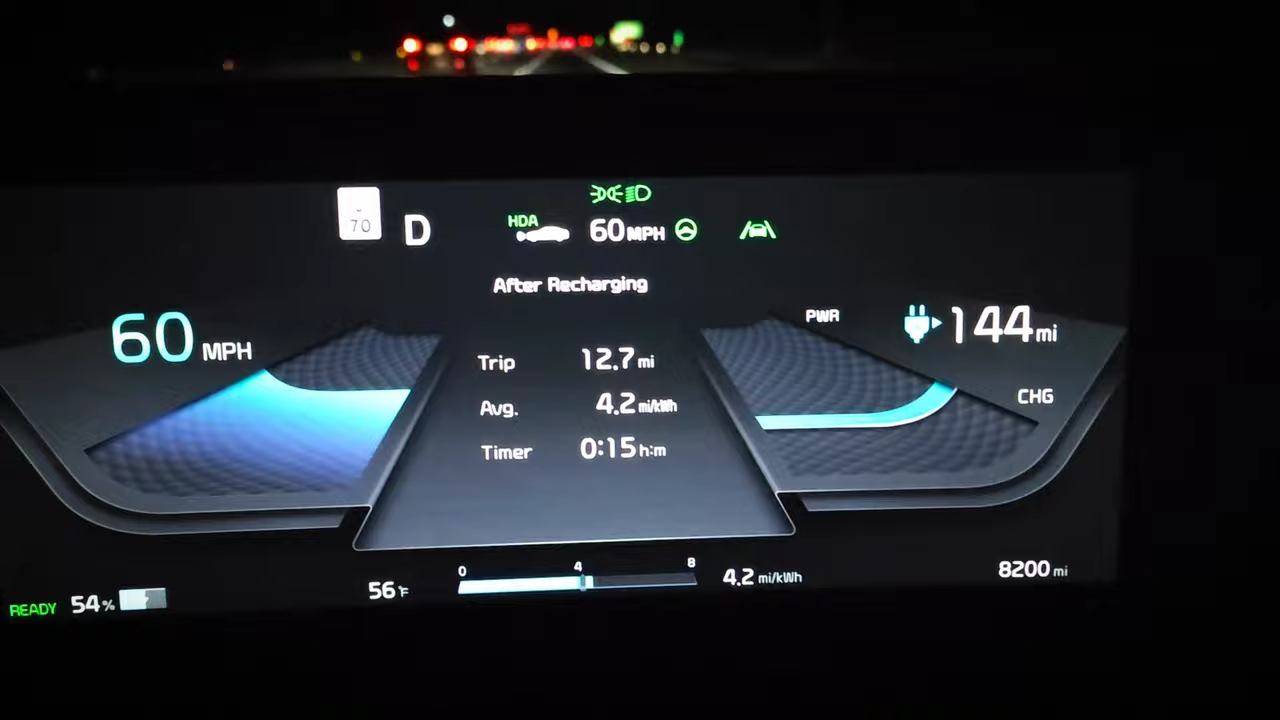 70
D
HDA
60 MPH
After Recharging
60 MPH
PWR
144 mi
Trip 12.7 mi
CHG
Avg. 4.2 mi/kWh
Timer 0:15 h:m
0 4 8
READY 54%
56 °F
4.2 mi/kWh
8200 mi